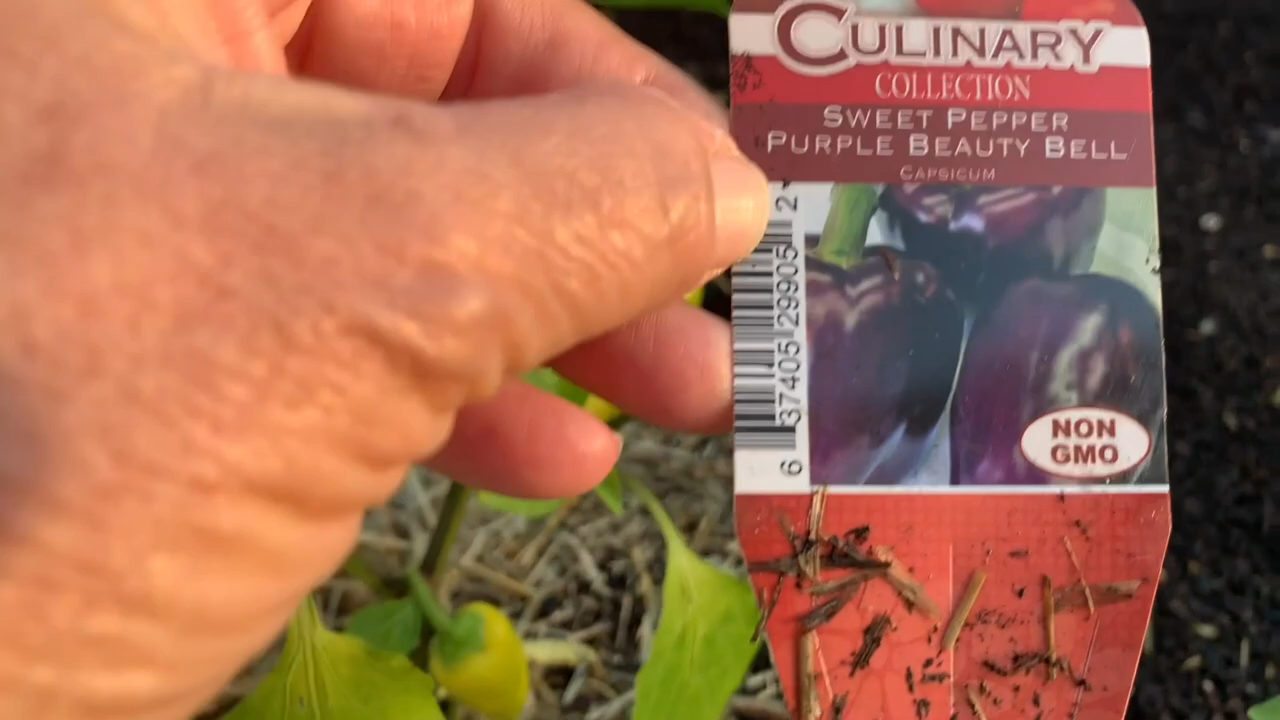 CULINARY
COLLECTION
SWEET PEPPER
PURPLE BEAUTY BELL
CAPSICUM
6 37405 29905 2
NON
GMO